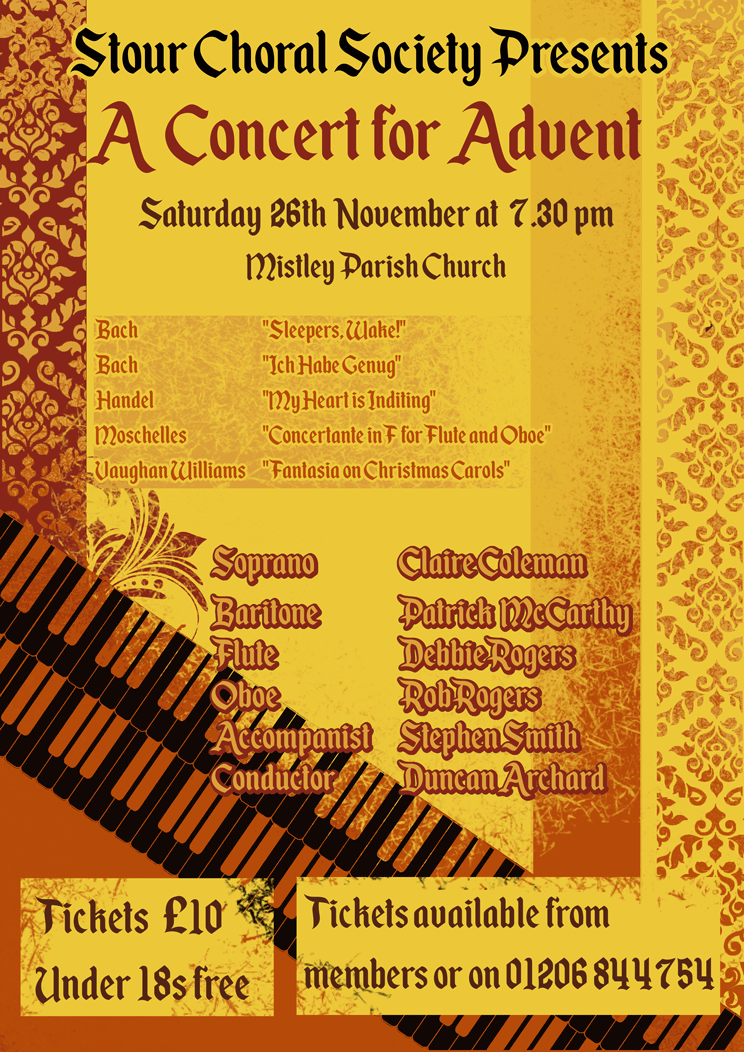 Stour Choral Society Presents
A Concert for Advent
Saturday 26th November at 7.30 pm
Mistley Parish Church
Bach "Sleepers, Wake!"
Bach "Ich Habe Genug"
Handel "My Heart is Inditing"
Moschelles "Concertante in F for Flute and Oboe"
Vaughan Williams "Fantasia on Christmas Carols"
Soprano Claire Coleman
Baritone Patrick McCarthy
Flute Debbie Rogers
Oboe Rob Rogers
Accompanist Stephen Smith
Conductor Duncan Archard
Tickets £10
Under 18s free
Tickets available from
members or on 01206 844754